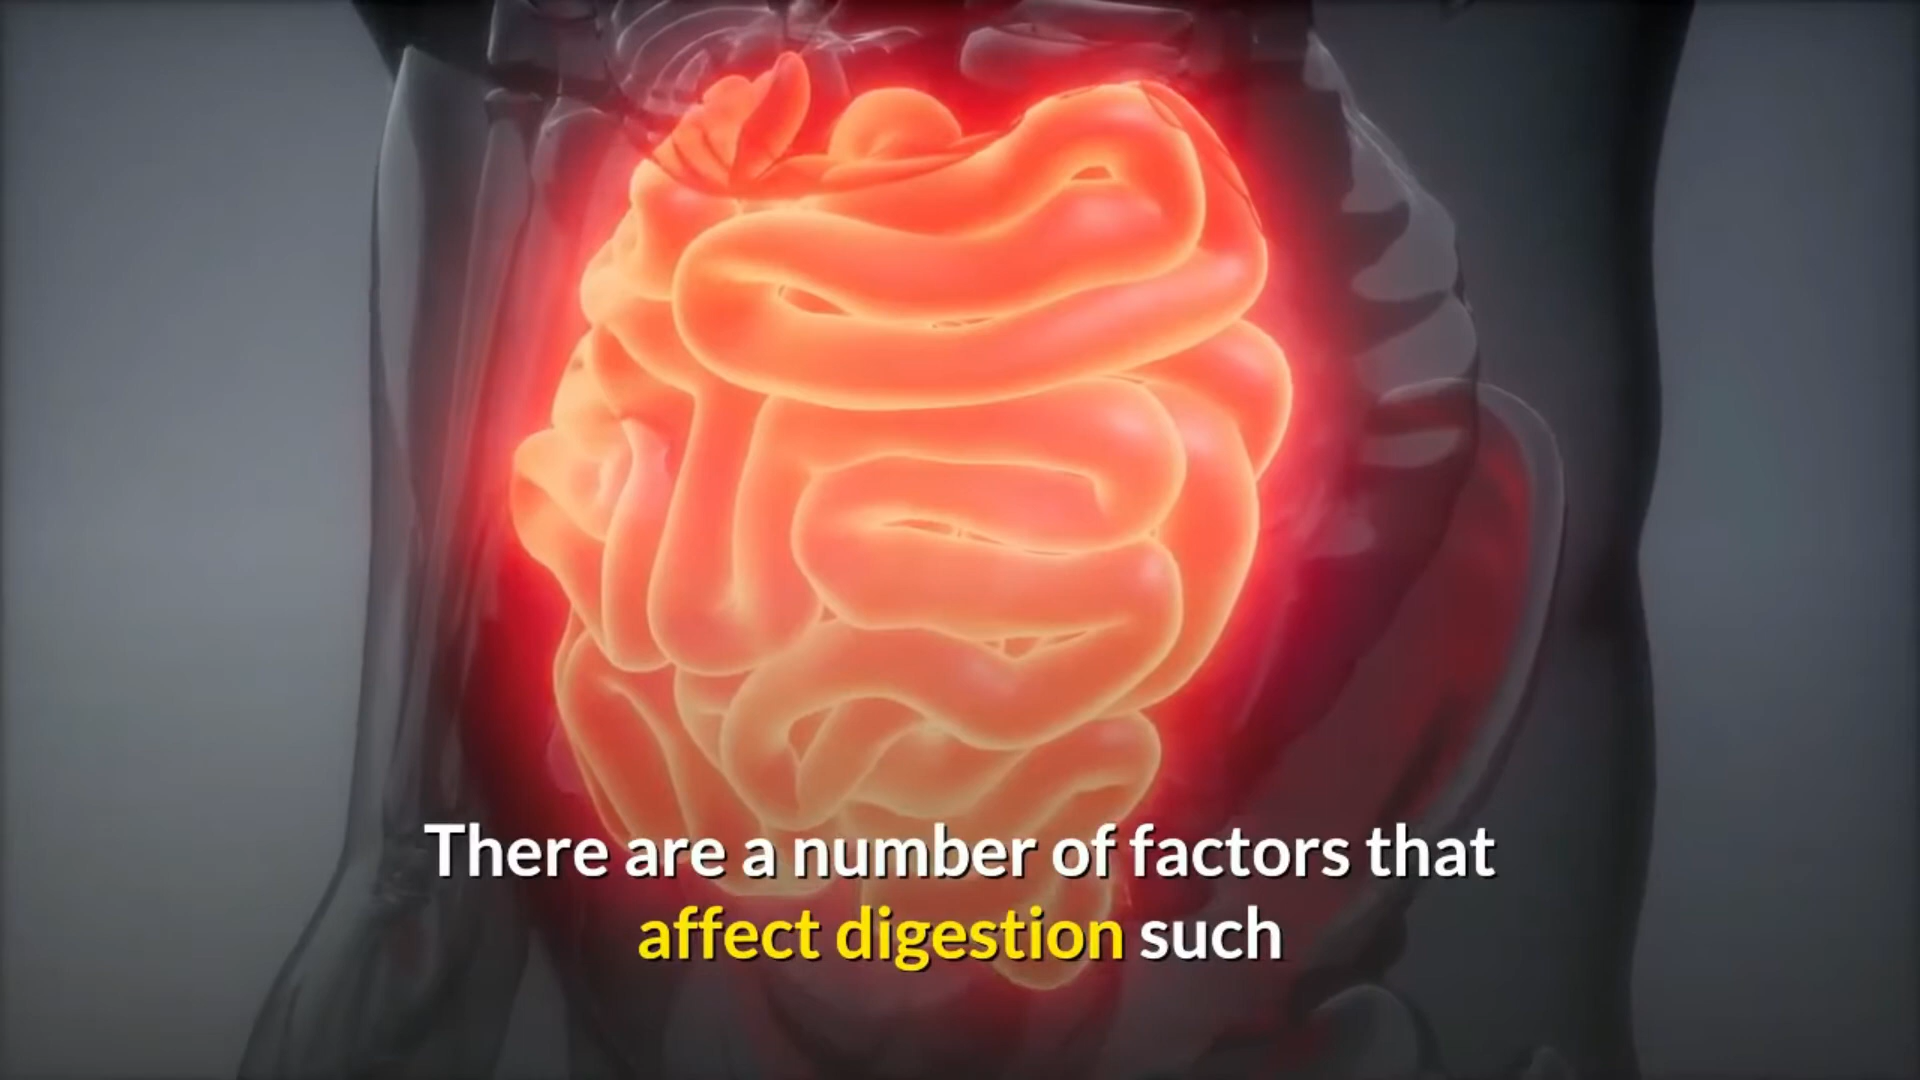 There are a number of factors that
affect digestion such